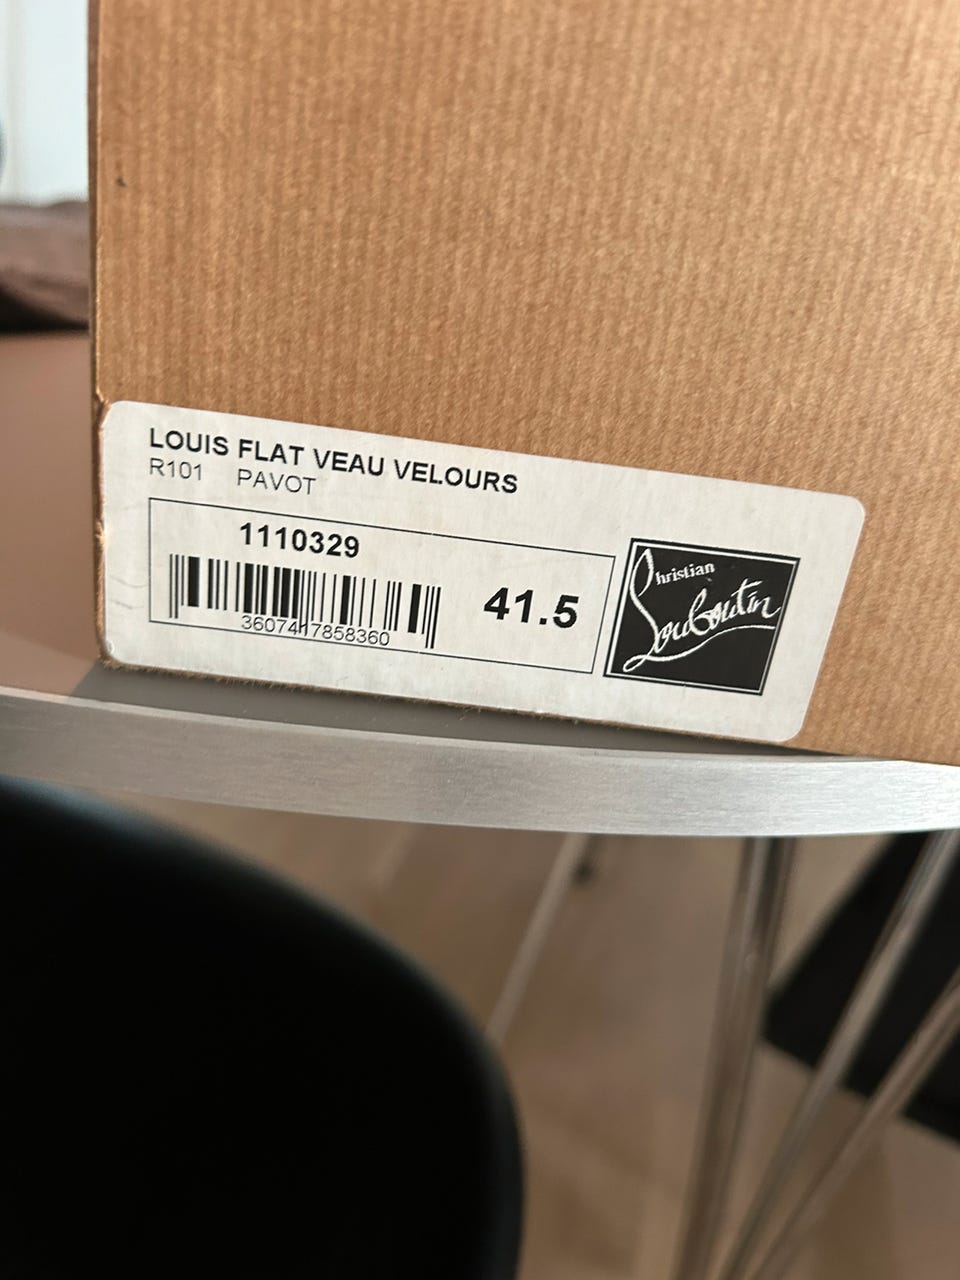 LOUIS FLAT VEAU VELOURS
R101 PAVOT
1110329
3607417858360
41.5
Christian
Louboutin